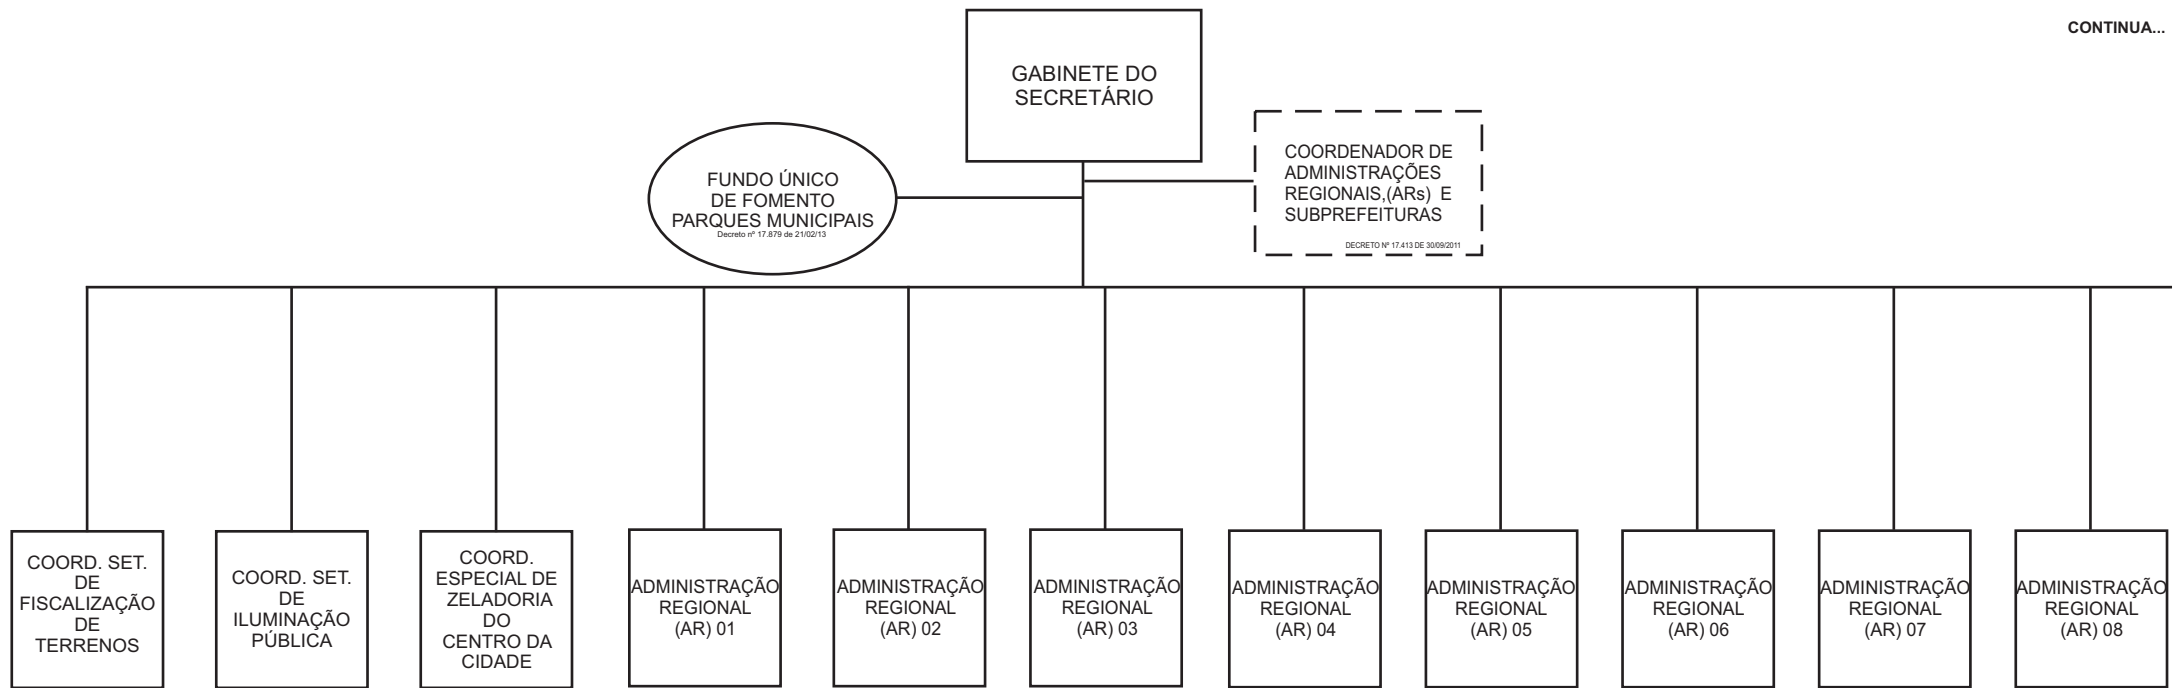 CONTINUA...
GABINETE DO
SECRETÁRIO
FUNDO ÚNICO
DE FOMENTO
PARQUES MUNICIPAIS
Decreto nº 17.879 de 21/02/13
COORDENADOR DE
ADMINISTRAÇÕES
REGIONAIS,(ARs) E
SUBPREFEITURAS
DECRETO Nº 17.413 DE 30/09/2011
COORD. SET.
DE
FISCALIZAÇÃO
DE
TERRENOS
COORD. SET.
DE
ILUMINAÇÃO
PÚBLICA
COORD.
ESPECIAL DE
ZELADORIA
DO
CENTRO DA
CIDADE
ADMINISTRAÇÃO
REGIONAL
(AR) 01
ADMINISTRAÇÃO
REGIONAL
(AR) 02
ADMINISTRAÇÃO
REGIONAL
(AR) 03
ADMINISTRAÇÃO
REGIONAL
(AR) 04
ADMINISTRAÇÃO
REGIONAL
(AR) 05
ADMINISTRAÇÃO
REGIONAL
(AR) 06
ADMINISTRAÇÃO
REGIONAL
(AR) 07
ADMINISTRAÇÃO
REGIONAL
(AR) 08